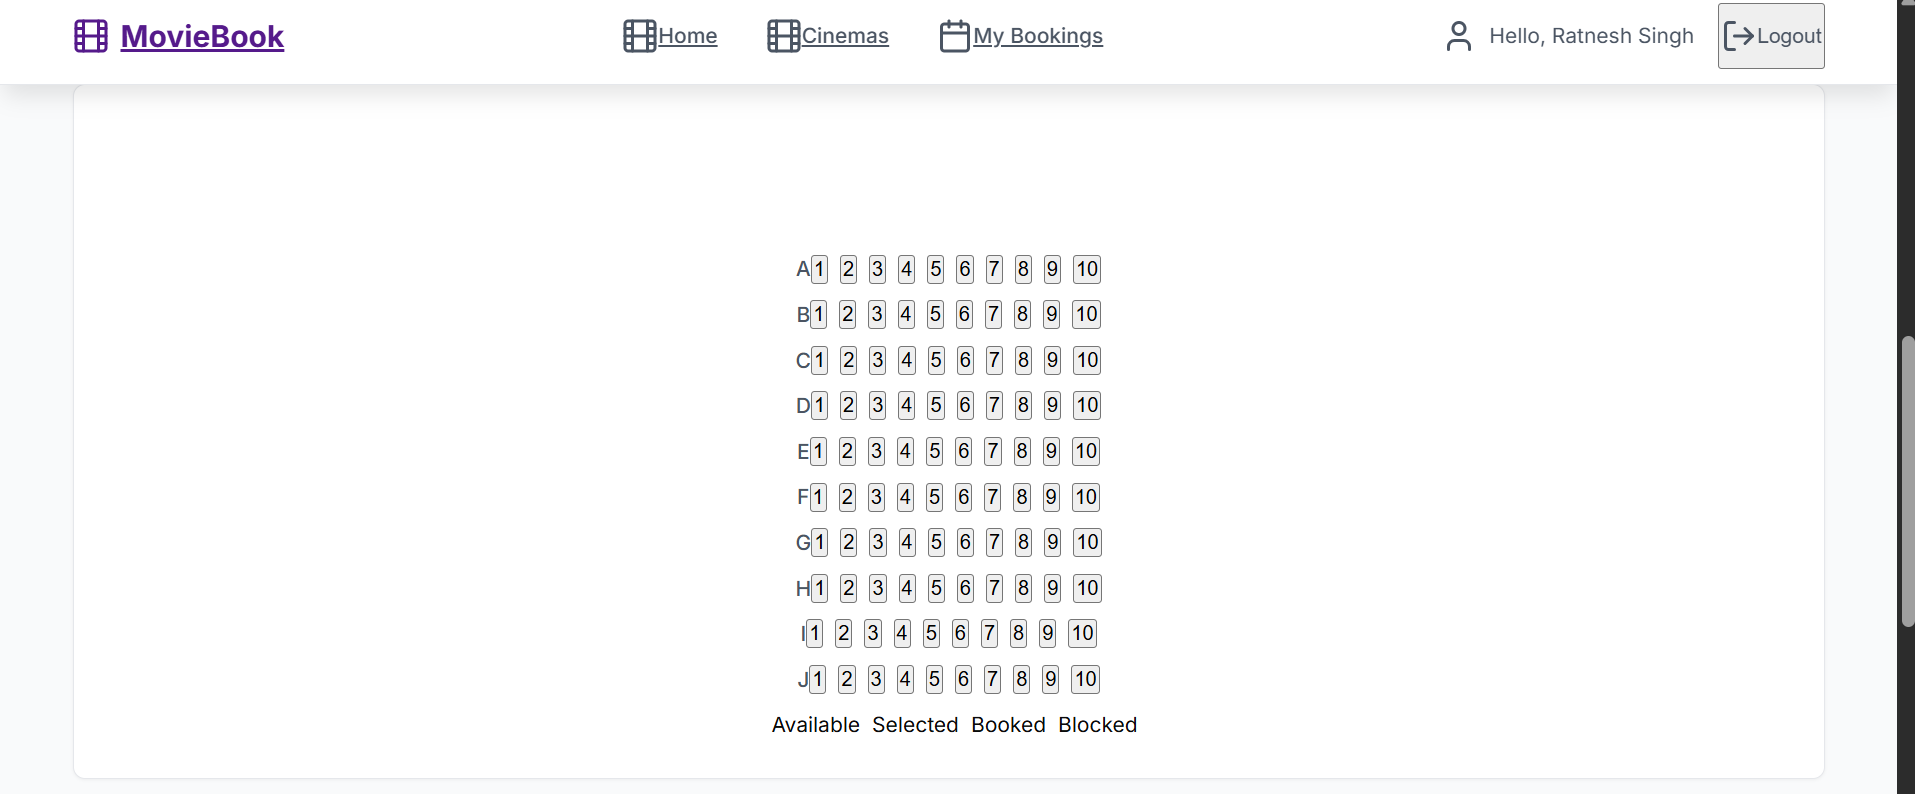 MovieBook Home Cinemas My Bookings Hello, Ratnesh Singh Logout
A 1 2 3 4 5 6 7 8 9 10
B 1 2 3 4 5 6 7 8 9 10
C 1 2 3 4 5 6 7 8 9 10
D 1 2 3 4 5 6 7 8 9 10
E 1 2 3 4 5 6 7 8 9 10
F 1 2 3 4 5 6 7 8 9 10
G 1 2 3 4 5 6 7 8 9 10
H 1 2 3 4 5 6 7 8 9 10
I 1 2 3 4 5 6 7 8 9 10
J 1 2 3 4 5 6 7 8 9 10
Available Selected Booked Blocked